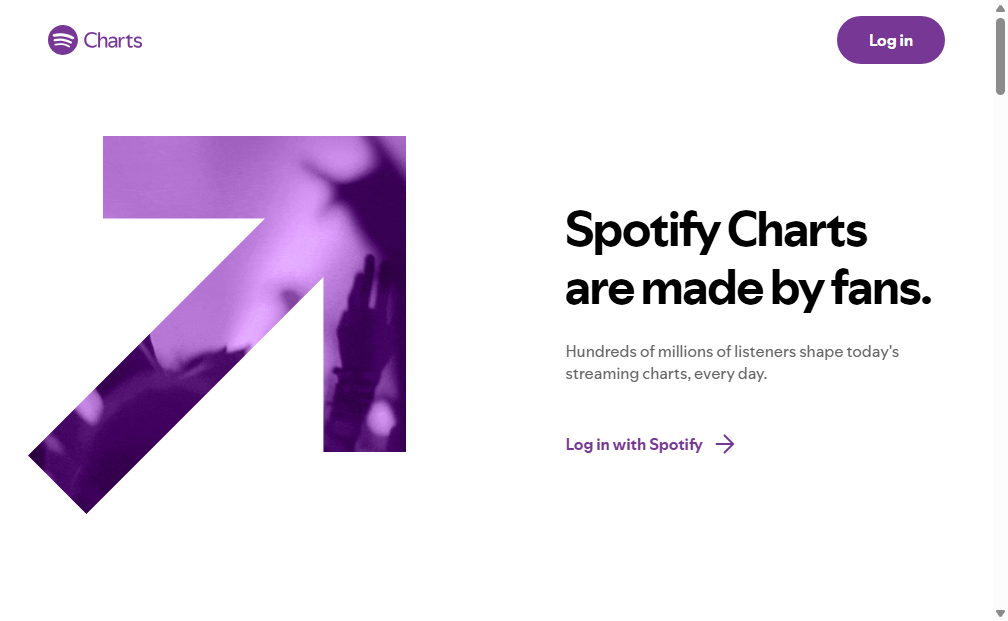 Charts
Log in
Spotify Charts
are made by fans.
Hundreds of millions of listeners shape today's
streaming charts, every day.
Log in with Spotify